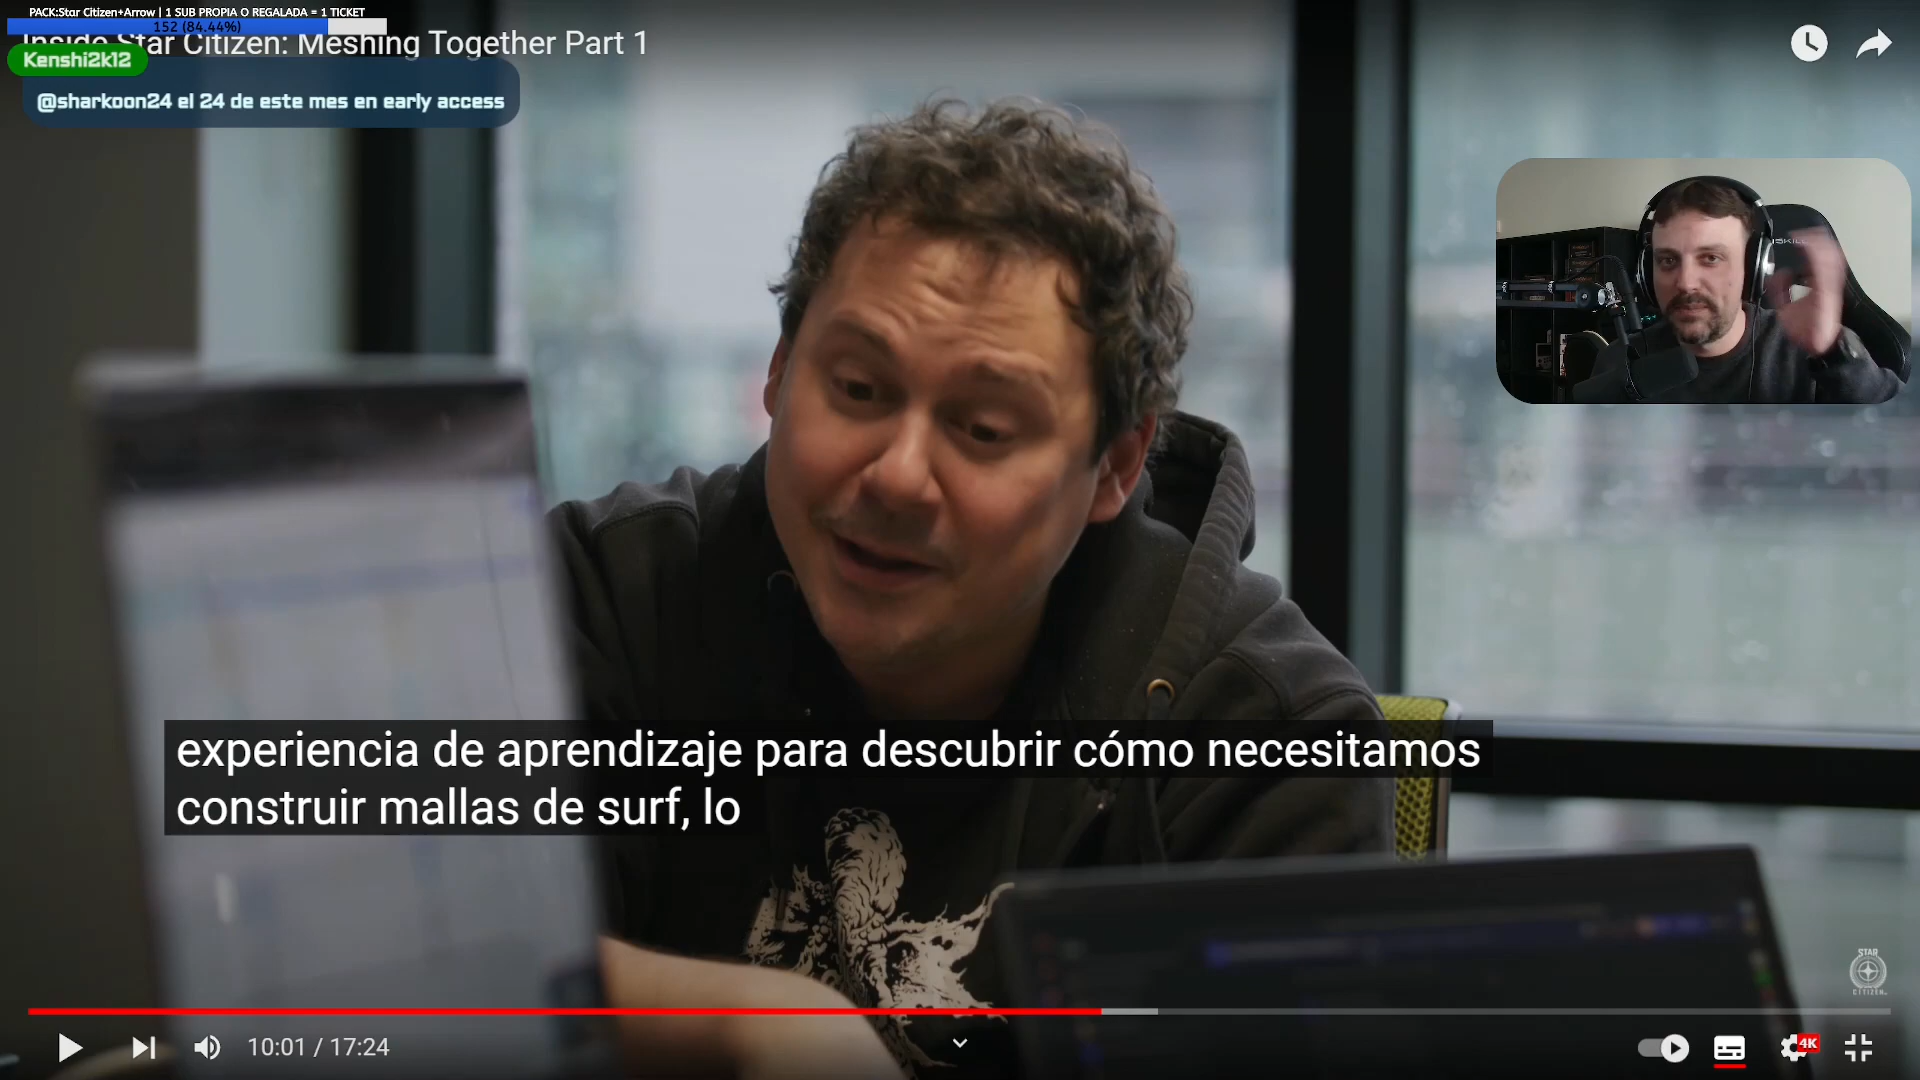 PACK:Star Citizen+Arrow | 1 SUB PROPIA O REGALADA = 1 TICKET
152 (84.44%)
Inside Star Citizen: Meshing Together Part 1
Kenshi2k12
@sharkoon24 el 24 de este mes en early access
experiencia de aprendizaje para descubrir cómo necesitamos
construir mallas de surf, lo
STAR
CITIZEN
10:01 / 17:24
4K